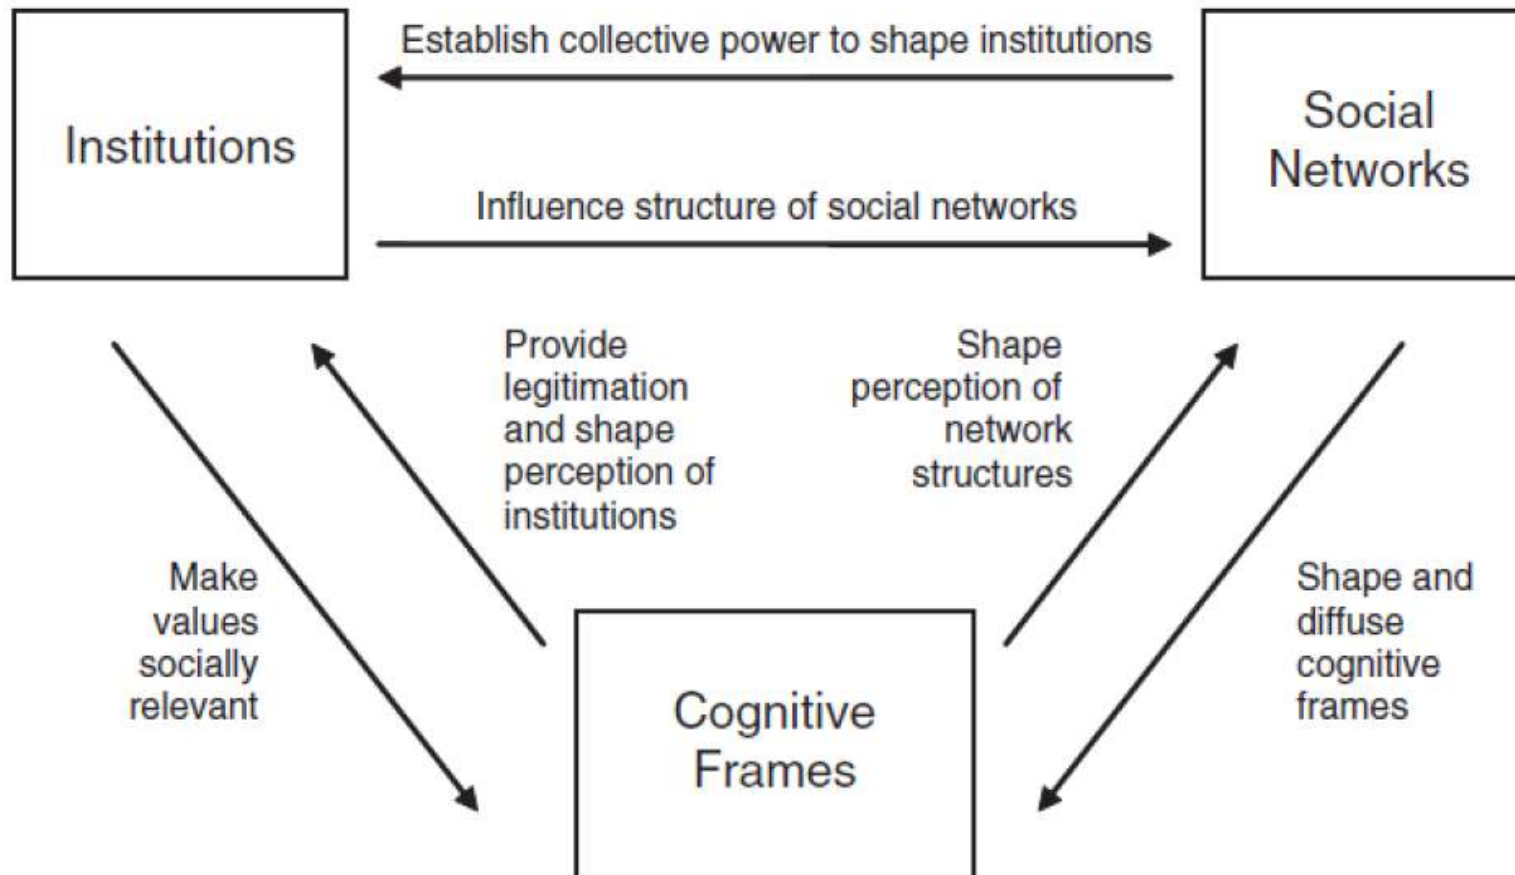 Establish collective power to shape institutions
Institutions
Social
Networks
Influence structure of social networks
Provide
legitimation
and shape
perception of
institutions
Shape
perception of
network
structures
Make
values
socially
relevant
Shape and
diffuse
cognitive
frames
Cognitive
Frames